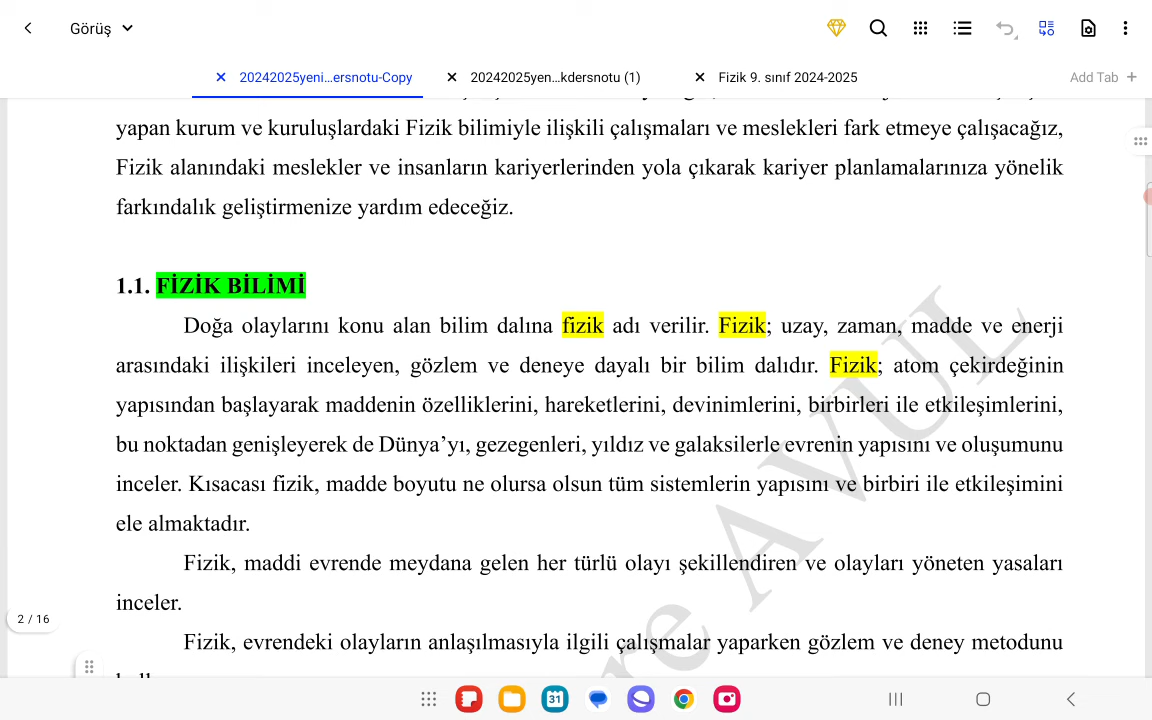 Görüş
20242025yeni...ersnotu-Copy
20242025yen...kdersnotu (1)
Fizik 9. sınıf 2024-2025
Add Tab +
yapan kurum ve kuruluşlardaki Fizik bilimiyle ilişkili çalışmaları ve meslekleri fark etmeye çalışacağız,
Fizik alanındaki meslekler ve insanların kariyerlerinden yola çıkarak kariyer planlamalarınıza yönelik
farkındalık geliştirmenize yardım edeceğiz.
1.1. FİZİK BİLİMİ
Doğa olaylarını konu alan bilim dalına fizik adı verilir. Fizik; uzay, zaman, madde ve enerji
arasındaki ilişkileri inceleyen, gözlem ve deneye dayalı bir bilim dalıdır. Fizik; atom çekirdeğinin
yapısından başlayarak maddenin özelliklerini, hareketlerini, devinimlerini, birbirleri ile etkileşimlerini,
bu noktadan genişleyerek de Dünya’yı, gezegenleri, yıldız ve galaksilerle evrenin yapısını ve oluşumunu
inceler. Kısacası fizik, madde boyutu ne olursa olsun tüm sistemlerin yapısını ve birbiri ile etkileşimini
ele almaktadır.
Fizik, maddi evrende meydana gelen her türlü olayı şekillendiren ve olayları yöneten yasaları
inceler.
2 / 16
Fizik, evrendeki olayların anlaşılmasıyla ilgili çalışmalar yaparken gözlem ve deney metodunu
re AVUL
31